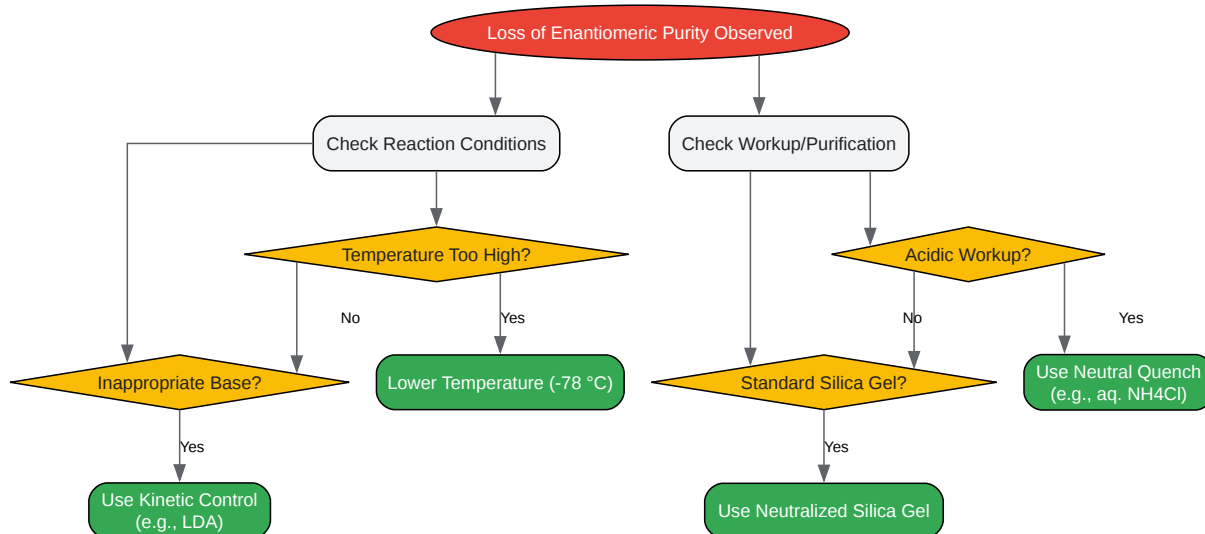 Loss of Enantiomeric Purity Observed
Check Reaction Conditions
Check Workup/Purification
Temperature Too High?
Acidic Workup?
No
Yes
No
Yes
Inappropriate Base?
Lower Temperature (-78 °C)
Standard Silica Gel?
Use Neutral Quench
(e.g., aq. NH4Cl)
Yes
Yes
Use Kinetic Control
(e.g., LDA)
Use Neutralized Silica Gel